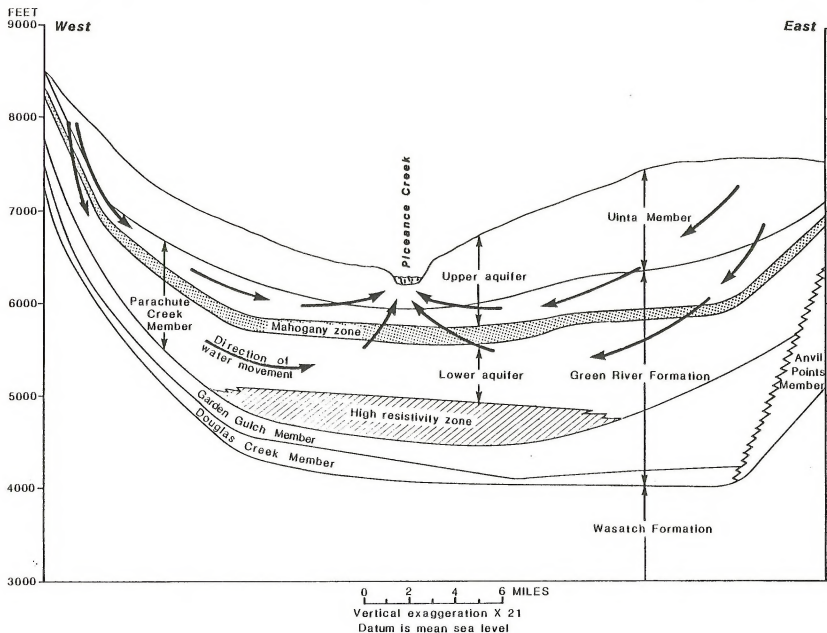 FEET
9000
West
East
8000
7000
6000
5000
4000
3000
Piceance Creek
Uinta Member
Upper aquifer
Parachute
Creek
Member
Mahogany zone
Direction of
water movement
Lower aquifer
Green River Formation
Anvil
Points
Member
High resistivity zone
Garden Gulch Member
Douglas Creek Member
Wasatch Formation
0 2 4 6 MILES
Vertical exaggeration X 21
Datum is mean sea level